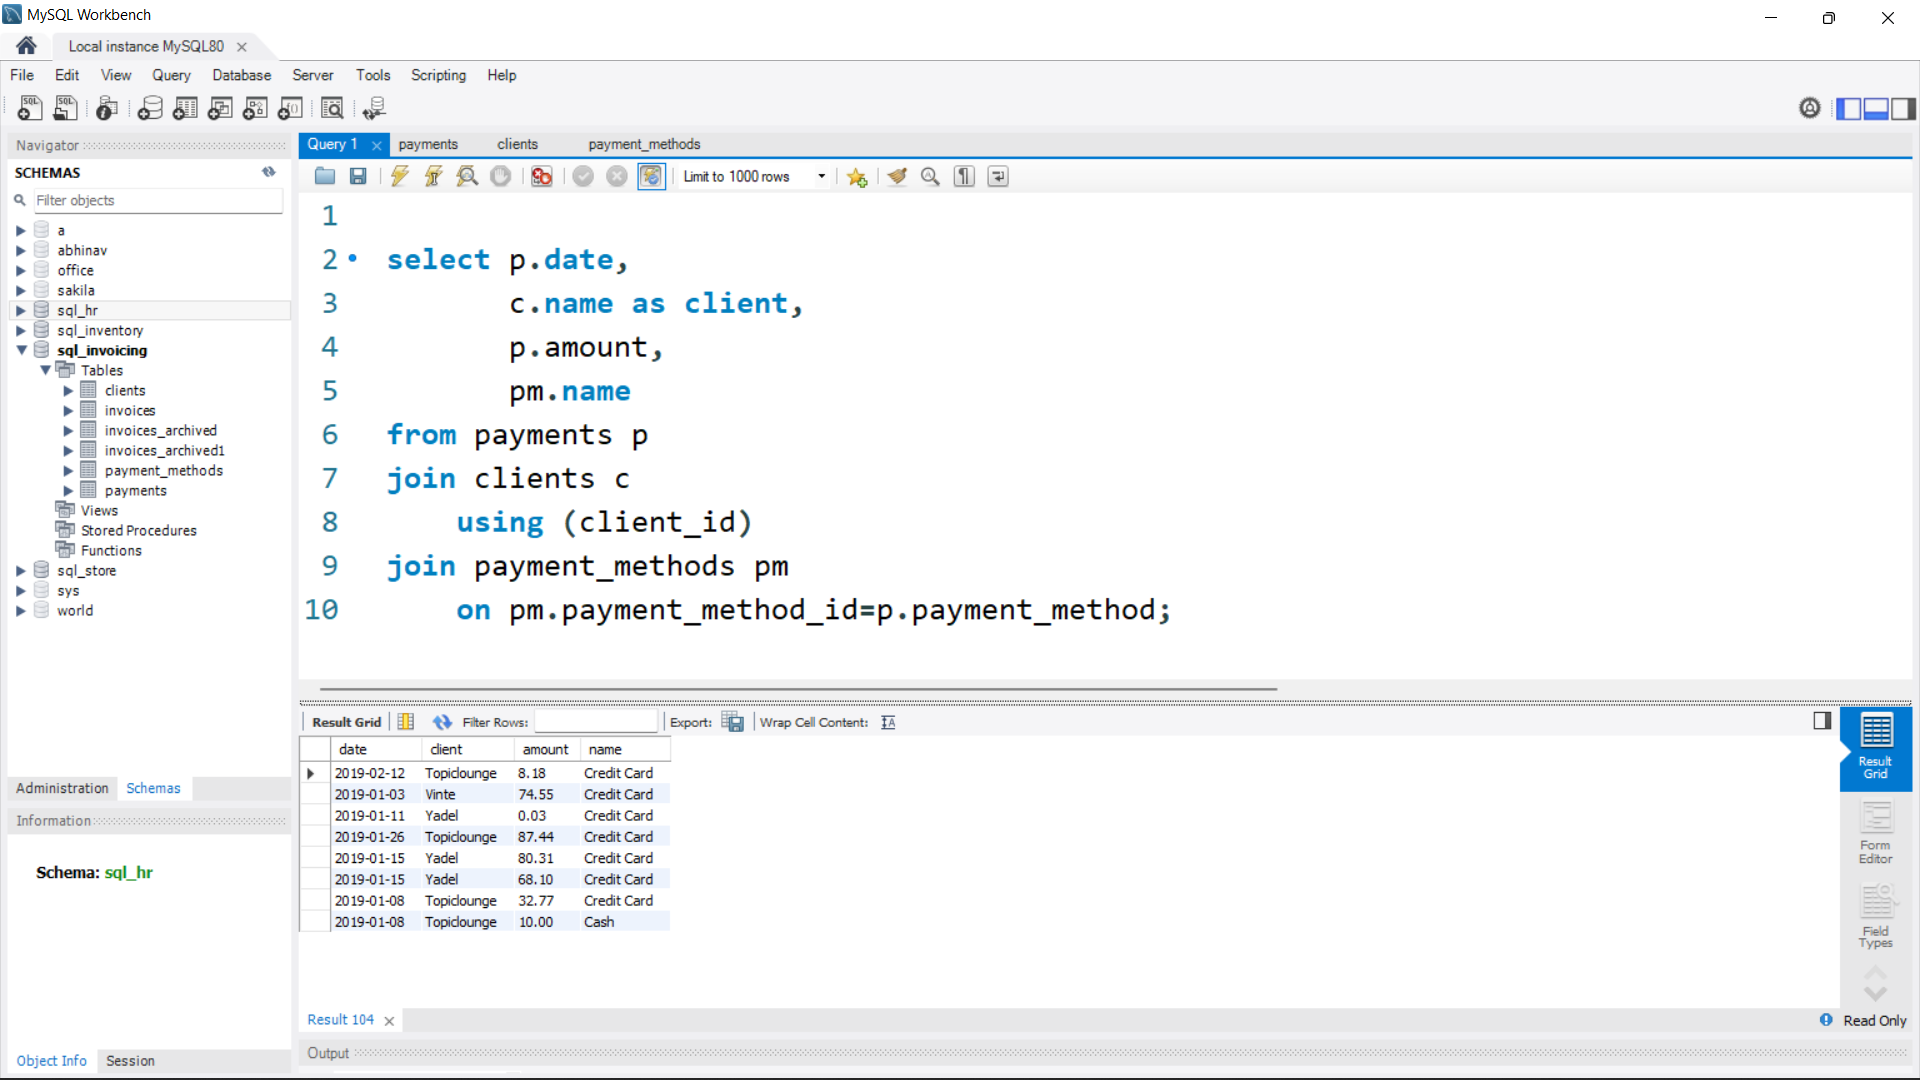 MySQL Workbench
Local instance MySQL80
File Edit View Query Database Server Tools Scripting Help
Navigator
SCHEMAS
Filter objects
a
abhinav
office
sakila
sql_hr
sql_inventory
sql_invoicing
Tables
clients
invoices
invoices_archived
invoices_archived1
payment_methods
payments
Views
Stored Procedures
Functions
sql_store
sys
world
Administration Schemas
Information
Schema: sql_hr
Object Info Session
Query 1 payments clients payment_methods
Limit to 1000 rows
1
2 select p.date,
3 c.name as client,
4 p.amount,
5 pm.name
6 from payments p
7 join clients c
8 using (client_id)
9 join payment_methods pm
10 on pm.payment_method_id=p.payment_method;
Result Grid Filter Rows: Export: Wrap Cell Content:
date client amount name
2019-02-12 Topiclounge 8.18 Credit Card
2019-01-03 Vinte 74.55 Credit Card
2019-01-11 Yadel 0.03 Credit Card
2019-01-26 Topiclounge 87.44 Credit Card
2019-01-15 Yadel 80.31 Credit Card
2019-01-15 Yadel 68.10 Credit Card
2019-01-08 Topiclounge 32.77 Credit Card
2019-01-08 Topiclounge 10.00 Cash
Result
Grid
Form
Editor
Field
Types
Result 104
Read Only
Output